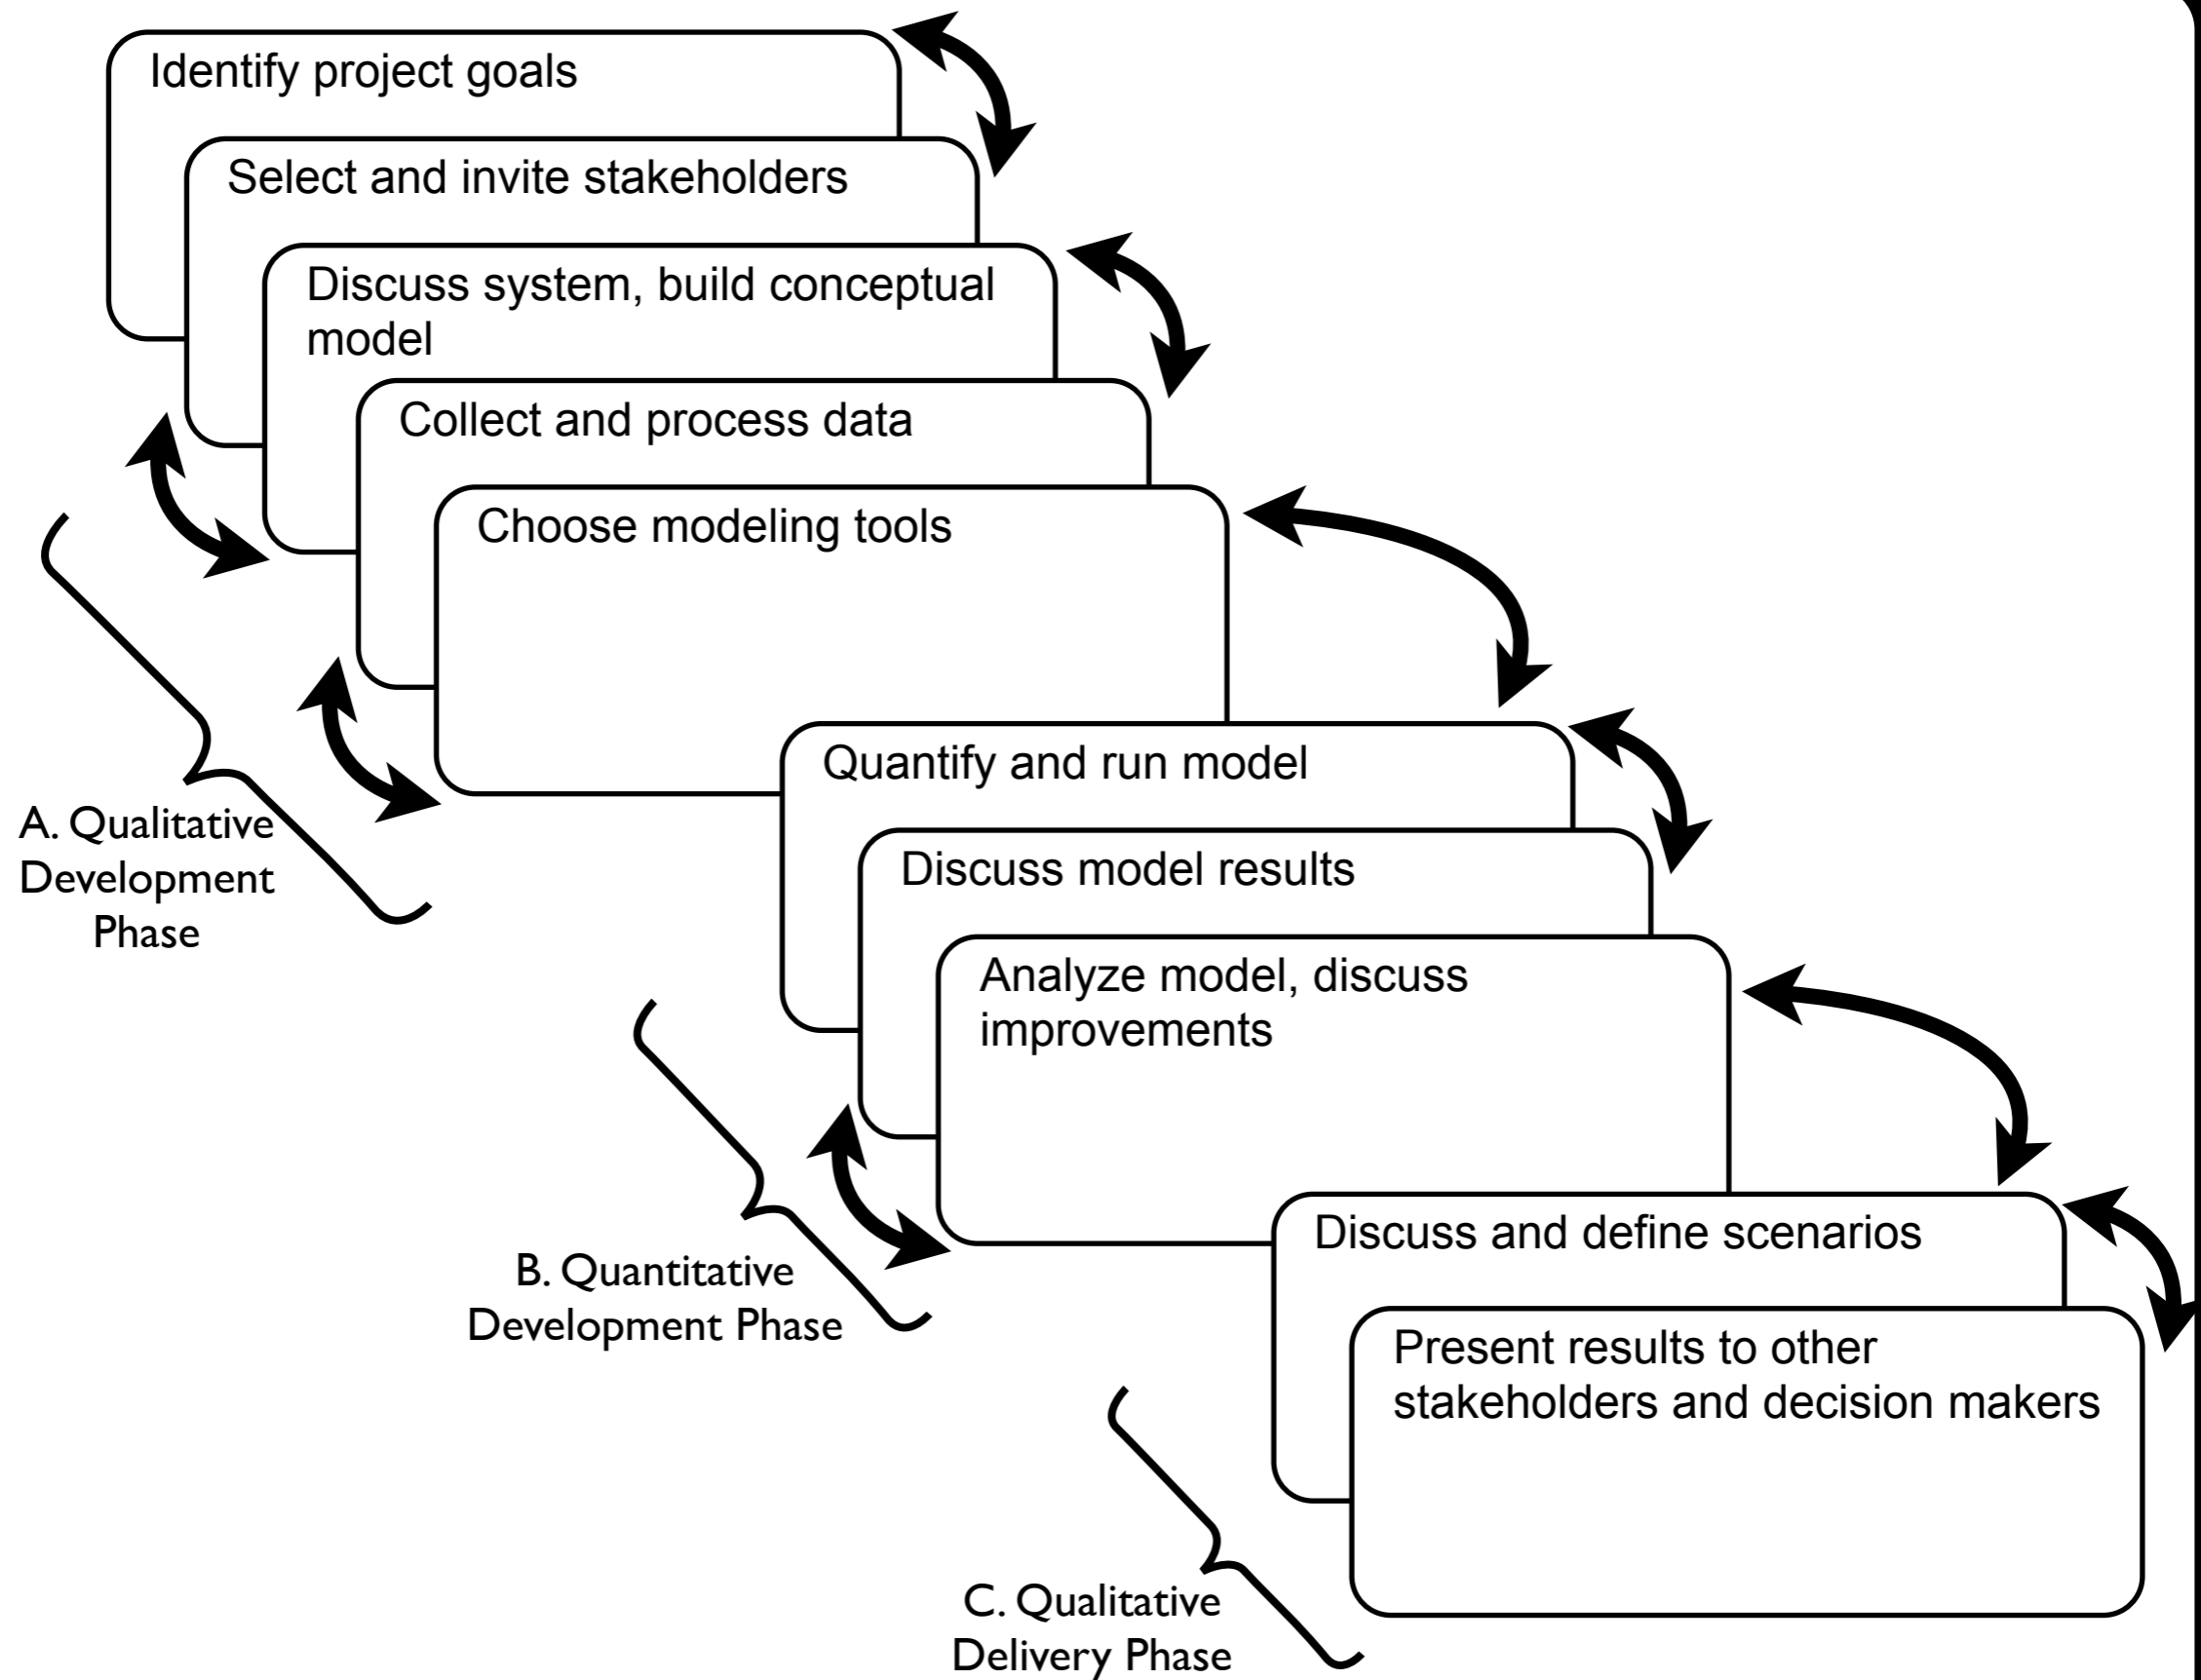 Identify project goals
Select and invite stakeholders
Discuss system, build conceptual
model
Collect and process data
Choose modeling tools
Quantify and run model
A. Qualitative
Development
Phase
Discuss model results
Analyze model, discuss
improvements
Discuss and define scenarios
B. Quantitative
Development Phase
Present results to other
stakeholders and decision makers
C. Qualitative
Delivery Phase